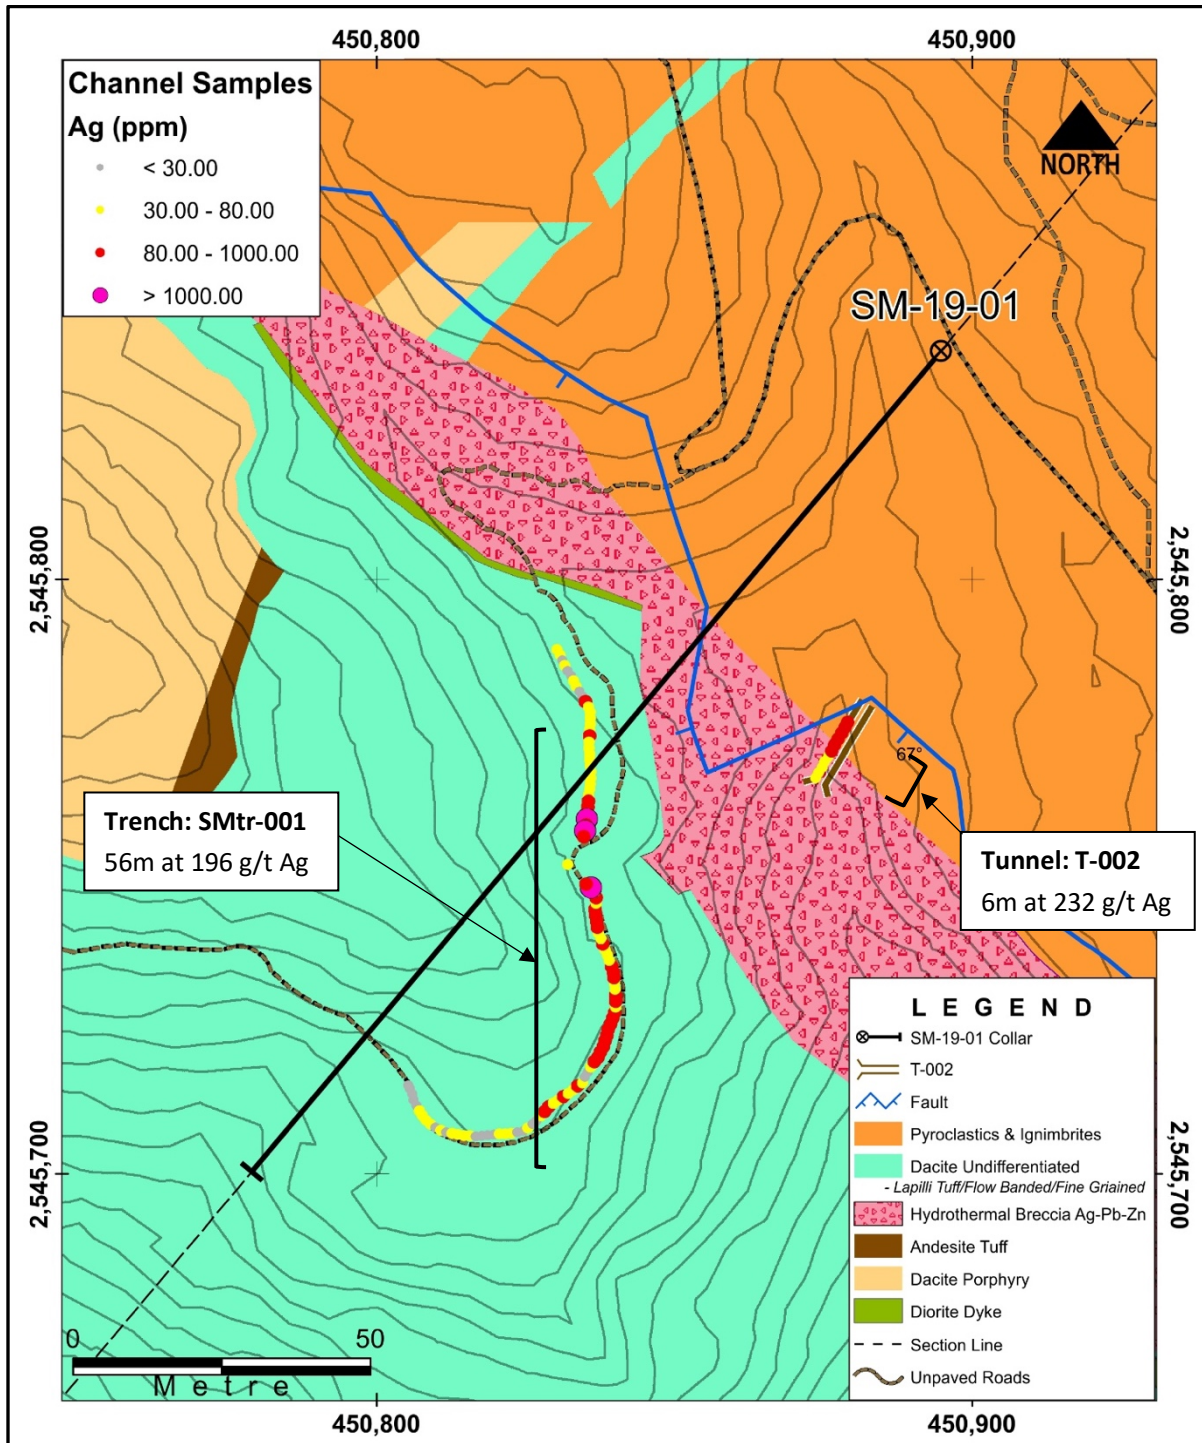 450,800
450,900
Channel Samples
Ag (ppm)
< 30.00
30.00 - 80.00
80.00 - 1000.00
> 1000.00
NORTH
SM-19-01
2,545,800
2,545,800
67°
Trench: SMtr-001
56m at 196 g/t Ag
Tunnel: T-002
6m at 232 g/t Ag
2,545,700
2,545,700
LEGEND
SM-19-01 Collar
T-002
Fault
Pyroclastics & Ignimbrites
Dacite Undifferentiated
- Lapilli Tuff/Flow Banded/Fine Griained
Hydrothermal Breccia Ag-Pb-Zn
Andesite Tuff
Dacite Porphyry
Diorite Dyke
Section Line
Unpaved Roads
0 50
Metre
450,800
450,900